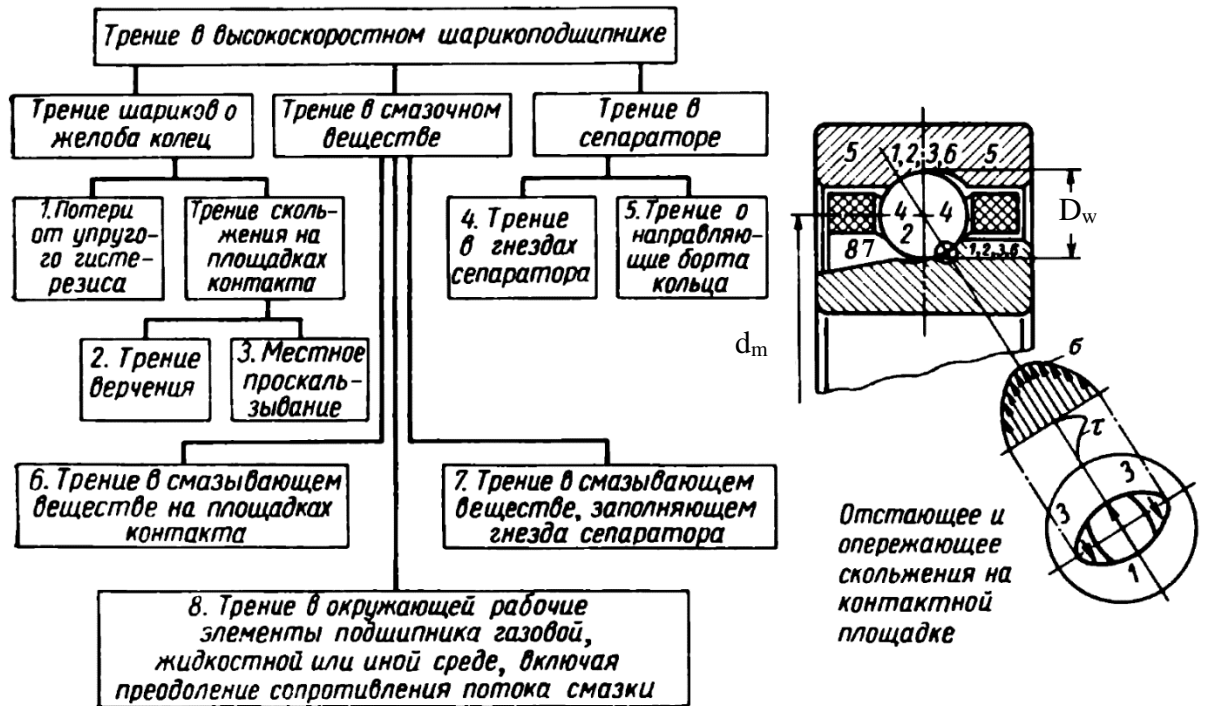 Трение в высокоскоростном шарикоподшипнике
Трение шариков о
желоба колец
Трение в смазочном
веществе
Трение в
сепараторе
1. Потери
от упруго-
го гисте-
резиса
Трение сколь-
жения на
площадках
контакта
4. Трение
в гнездах
сепаратора
5. Трение о
направляю-
щие борта
кольца
2. Трение
верчения
3. Местное
проскаль-
зывание
6. Трение в смазывающем
веществе на площадках
контакта
7. Трение в смазывающем
веществе, заполняющем
гнезда сепаратора
8. Трение в окружающей рабочие
элементы подшипника газовой,
жидкостной или иной среде, включая
преодоление сопротивления потока смазки
5
1, 2, 3, 6
5
4
4
2
8 7
1, 2, 3, 6
Dw
dm
σ
τ
3
3
1
Отстающее и
опережающее
скольжения на
контактной
площадке